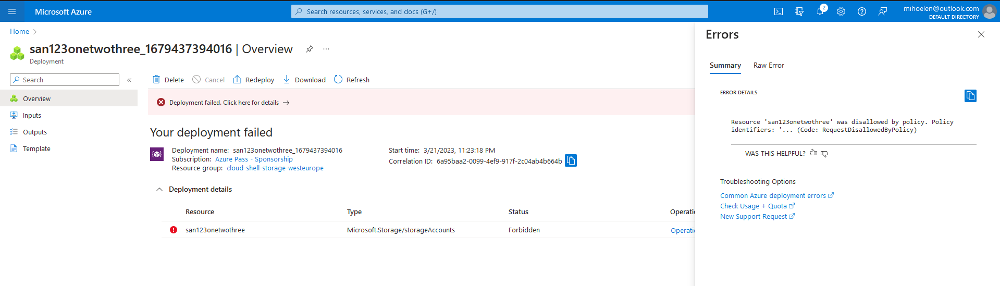 Microsoft Azure
Search resources, services, and docs (G+/)
2
mihoelen@outlook.com
DEFAULT DIRECTORY
Home
san123onetwothree_1679437394016 | Overview
Deployment
Search
Overview
Inputs
Outputs
Template
Delete
Cancel
Redeploy
Download
Refresh
Deployment failed. Click here for details
Your deployment failed
Deployment name: san123onetwothree_1679437394016
Subscription: Azure Pass - Sponsorship
Resource group: cloud-shell-storage-westeurope
Start time: 3/21/2023, 11:23:18 PM
Correlation ID: 6a95baa2-0099-4ef9-917f-2c04ab4b664b
Deployment details
Resource Type Status Operatio
san123onetwothree Microsoft.Storage/storageAccounts Forbidden Operatio
Errors
Summary
Raw Error
ERROR DETAILS
Resource 'san123onetwothree' was disallowed by policy. Policy
identifiers: '... (Code: RequestDisallowedByPolicy)
WAS THIS HELPFUL?
Troubleshooting Options
Common Azure deployment errors
Check Usage + Quota
New Support Request